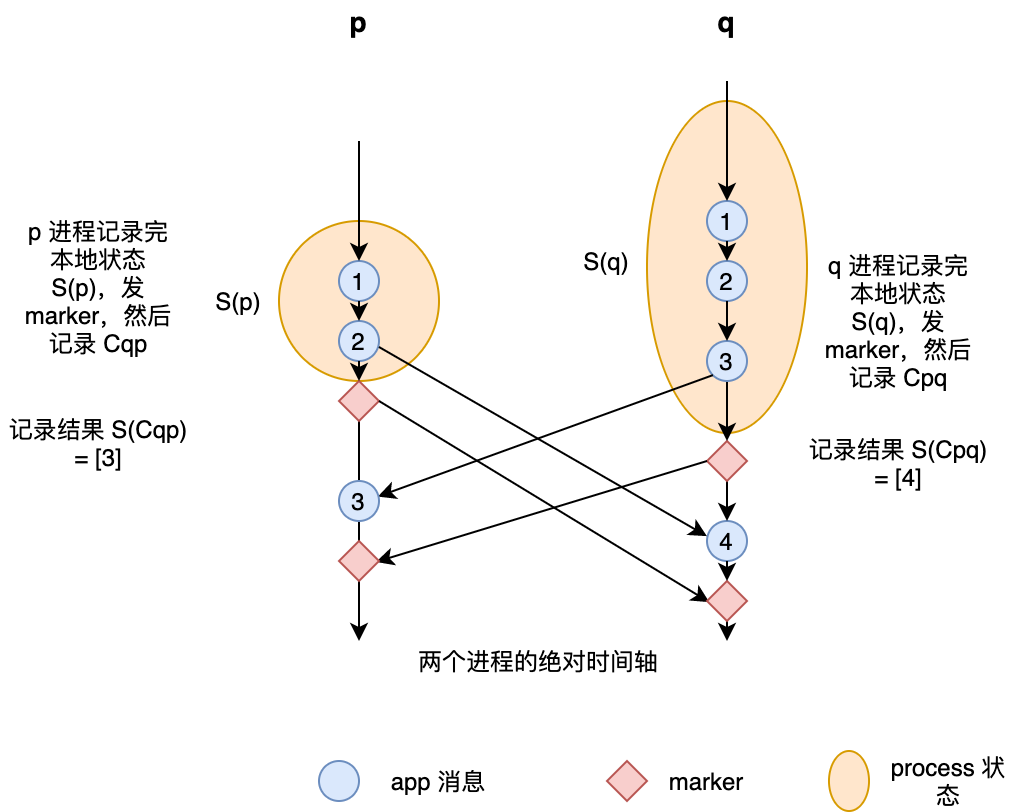 p
q
p 进程记录完
本地状态
S(p)，发
marker，然后
记录 Cqp
S(p)
1
2
S(q)
1
2
3
q 进程记录完
本地状态
S(q)，发
marker，然后
记录 Cpq
记录结果 S(Cqp)
= [3]
3
记录结果 S(Cpq)
= [4]
4
两个进程的绝对时间轴
app 消息
marker
process 状
态